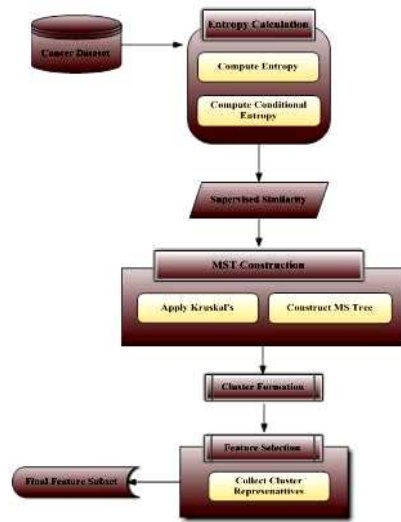 Cancer Dataset
Entropy Calculation
Compute Entropy
Compute Conditional
Entropy
Supervised Similarity
MST Construction
Apply Kruskal's
Construct MS Tree
Cluster Formation
Feature Selection
Collect Cluster
Represenattives
Final Feature Subset